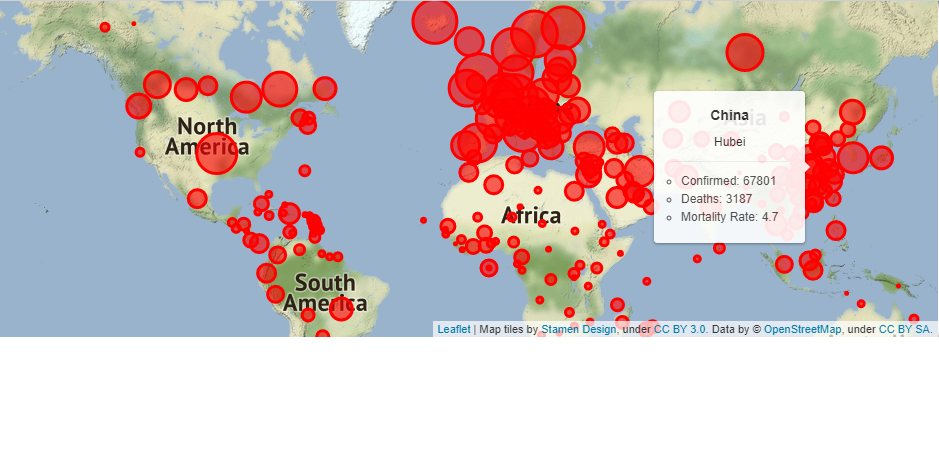 North
America
China
Asia
Hubei
Confirmed: 67801
Deaths: 3187
Mortality Rate: 4.7
Africa
South
America
Leaflet | Map tiles by Stamen Design, under CC BY 3.0. Data by © OpenStreetMap, under CC BY SA.